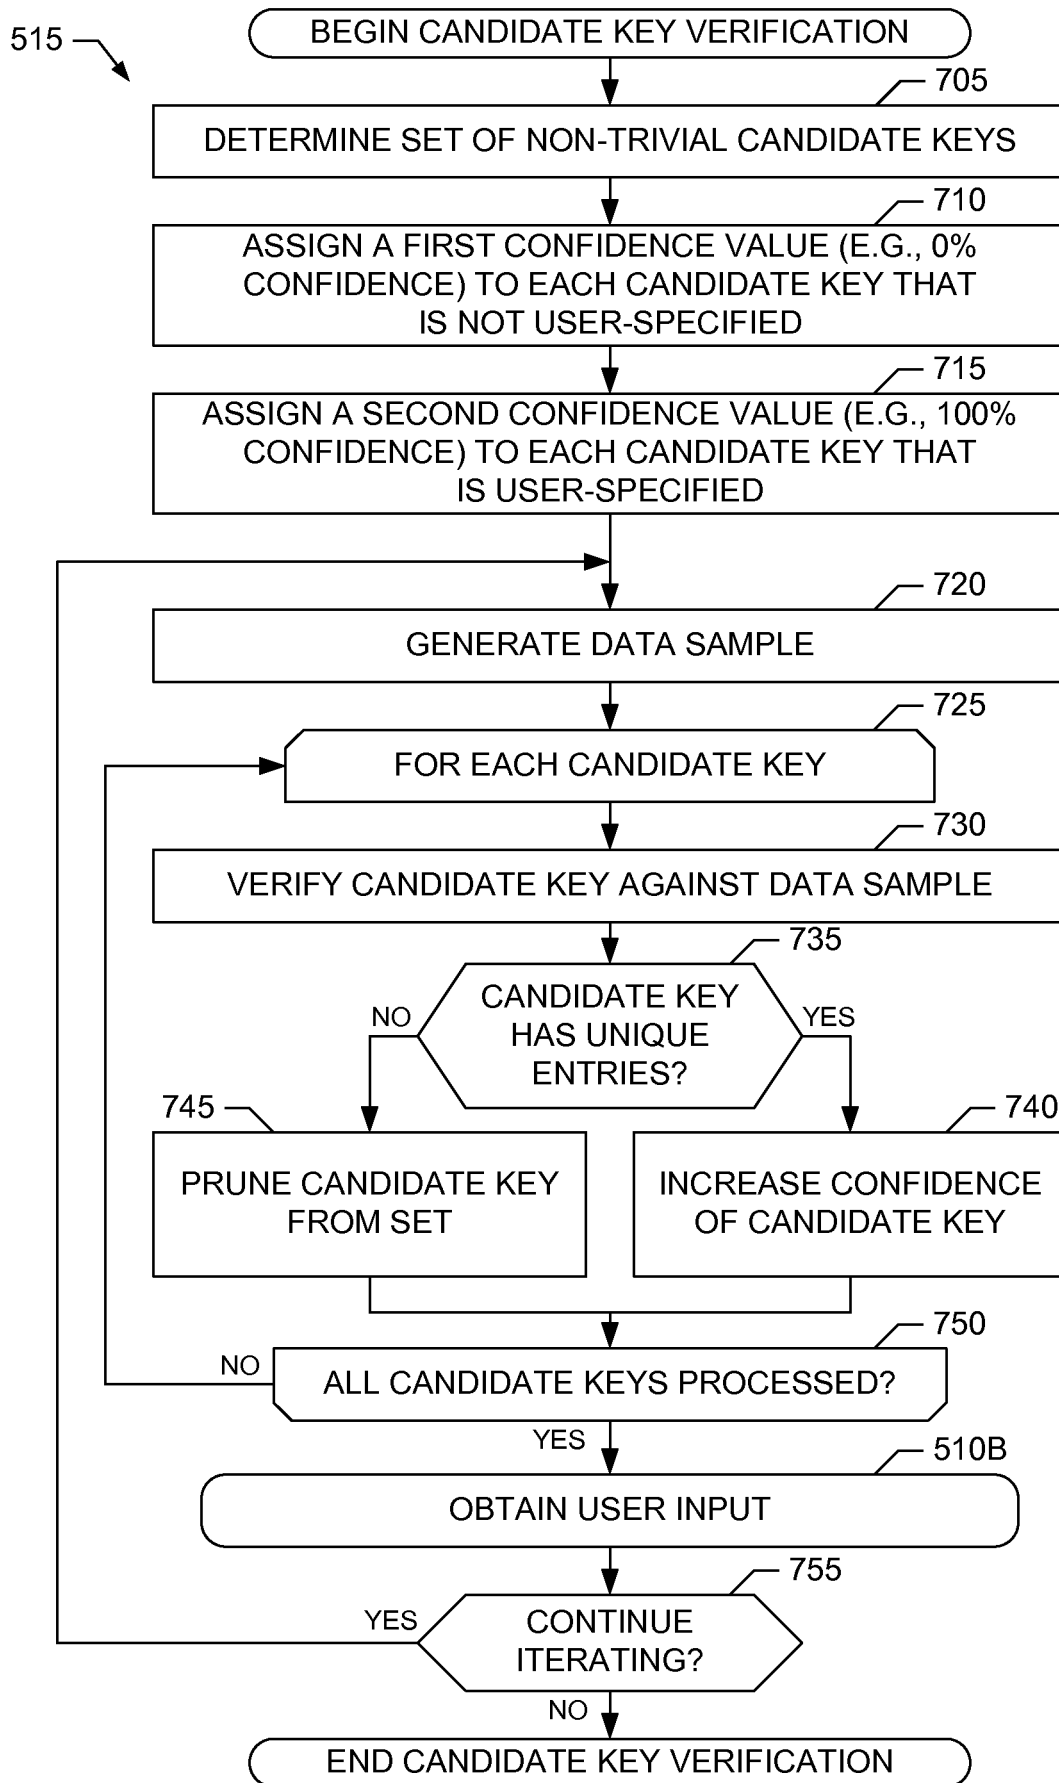 BEGIN CANDIDATE KEY VERIFICATION
515
705
DETERMINE SET OF NON-TRIVIAL CANDIDATE KEYS
710
ASSIGN A FIRST CONFIDENCE VALUE (E.G., 0%
CONFIDENCE) TO EACH CANDIDATE KEY THAT
IS NOT USER-SPECIFIED
715
ASSIGN A SECOND CONFIDENCE VALUE (E.G., 100%
CONFIDENCE) TO EACH CANDIDATE KEY THAT
IS USER-SPECIFIED
720
GENERATE DATA SAMPLE
725
FOR EACH CANDIDATE KEY
730
VERIFY CANDIDATE KEY AGAINST DATA SAMPLE
735
CANDIDATE KEY
HAS UNIQUE
ENTRIES?
NO
YES
745
740
PRUNE CANDIDATE KEY
FROM SET
INCREASE CONFIDENCE
OF CANDIDATE KEY
750
NO
ALL CANDIDATE KEYS PROCESSED?
YES
510B
OBTAIN USER INPUT
755
YES
CONTINUE
ITERATING?
NO
END CANDIDATE KEY VERIFICATION